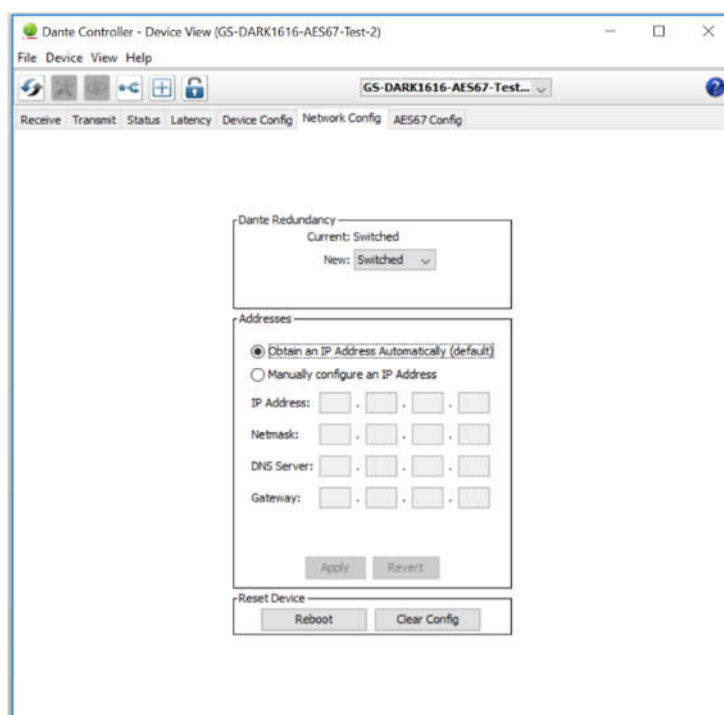 Dante Controller - Device View (GS-DARK1616-AES67-Test-2)
File Device View Help
GS-DARK1616-AES67-Test...
Receive Transmit Status Latency Device Config Network Config AES67 Config
Dante Redundancy
Current: Switched
New: Switched
Addresses
Obtain an IP Address Automatically (default)
Manually configure an IP Address
IP Address: . . .
Netmask: . . .
DNS Server: . . .
Gateway: . . .
Apply Revert
Reset Device
Reboot Clear Config